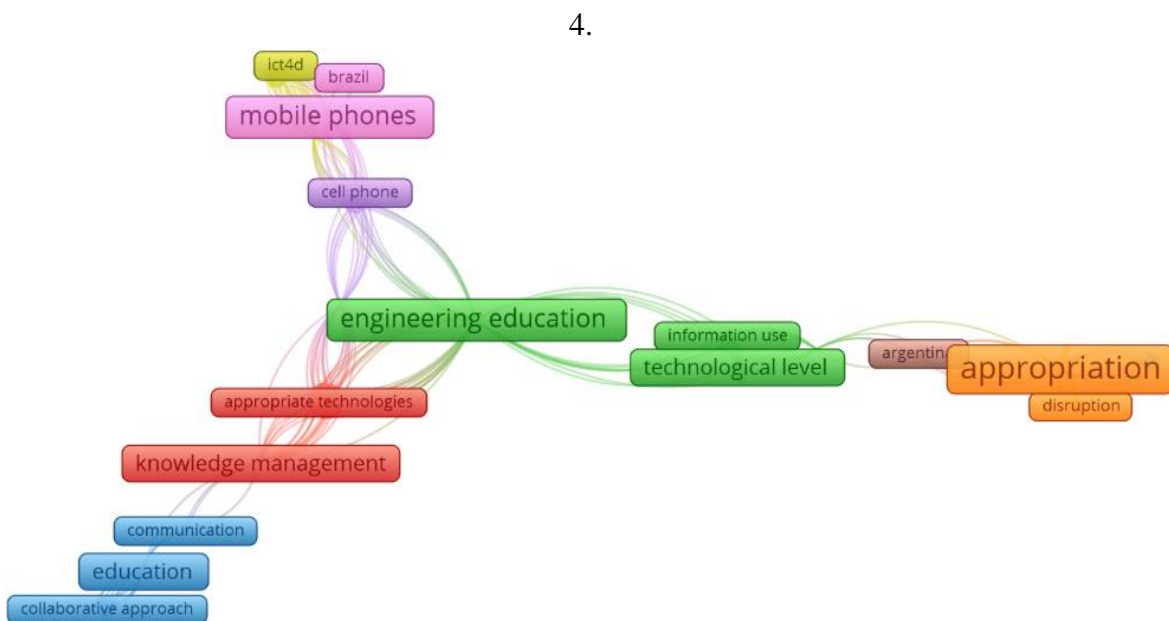 4.
ict4d
brazil
mobile phones
cell phone
engineering education
information use
technological level
argentina
appropriation
disruption
appropriate technologies
knowledge management
communication
education
collaborative approach